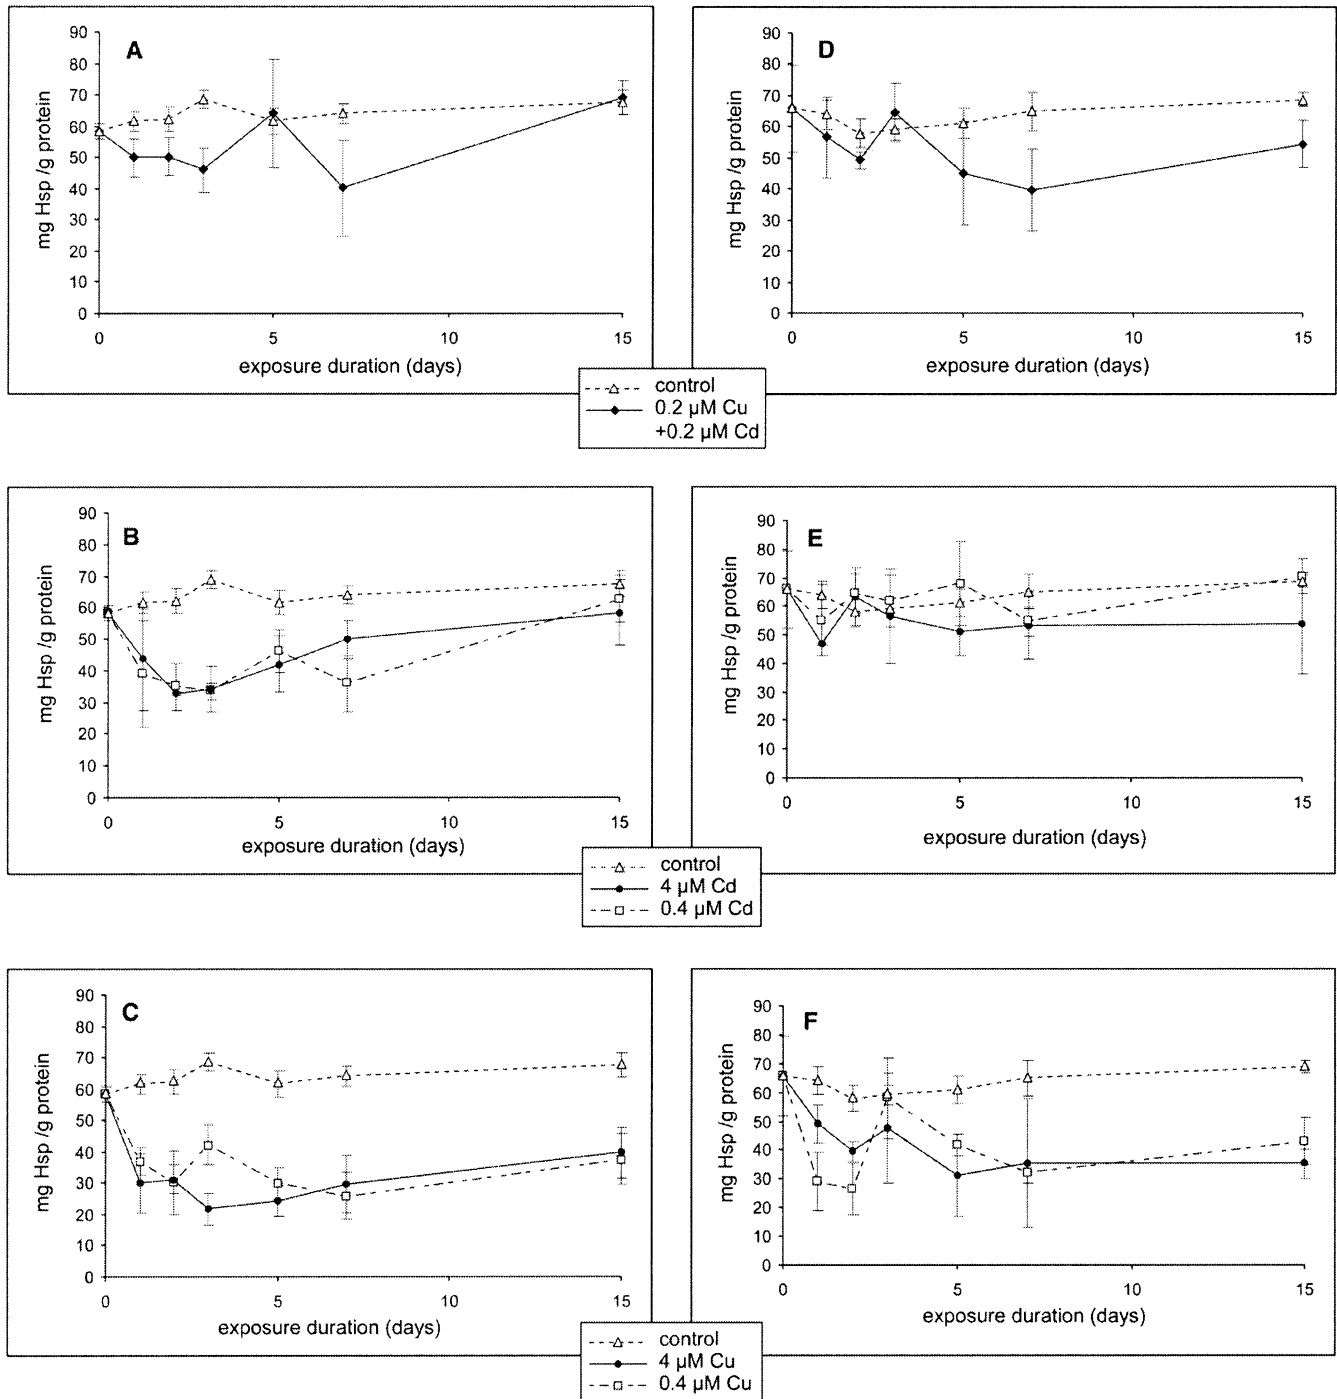 A
mg Hsp /g protein
90
80
70
60
50
40
30
20
10
0
0 5 10 15
exposure duration (days)
D
mg Hsp /g protein
90
80
70
60
50
40
30
20
10
0
0 5 10 15
exposure duration (days)
control
0.2 µM Cu
+0.2 µM Cd
B
mg Hsp /g protein
90
80
70
60
50
40
30
20
10
0
0 5 10 15
exposure duration (days)
E
mg Hsp /g protein
90
80
70
60
50
40
30
20
10
0
0 5 10 15
exposure duration (days)
control
4 µM Cd
0.4 µM Cd
C
mg Hsp /g protein
90
80
70
60
50
40
30
20
10
0
0 5 10 15
exposure duration (days)
F
mg Hsp /g protein
90
80
70
60
50
40
30
20
10
0
0 5 10 15
exposure duration (days)
control
4 µM Cu
0.4 µM Cu